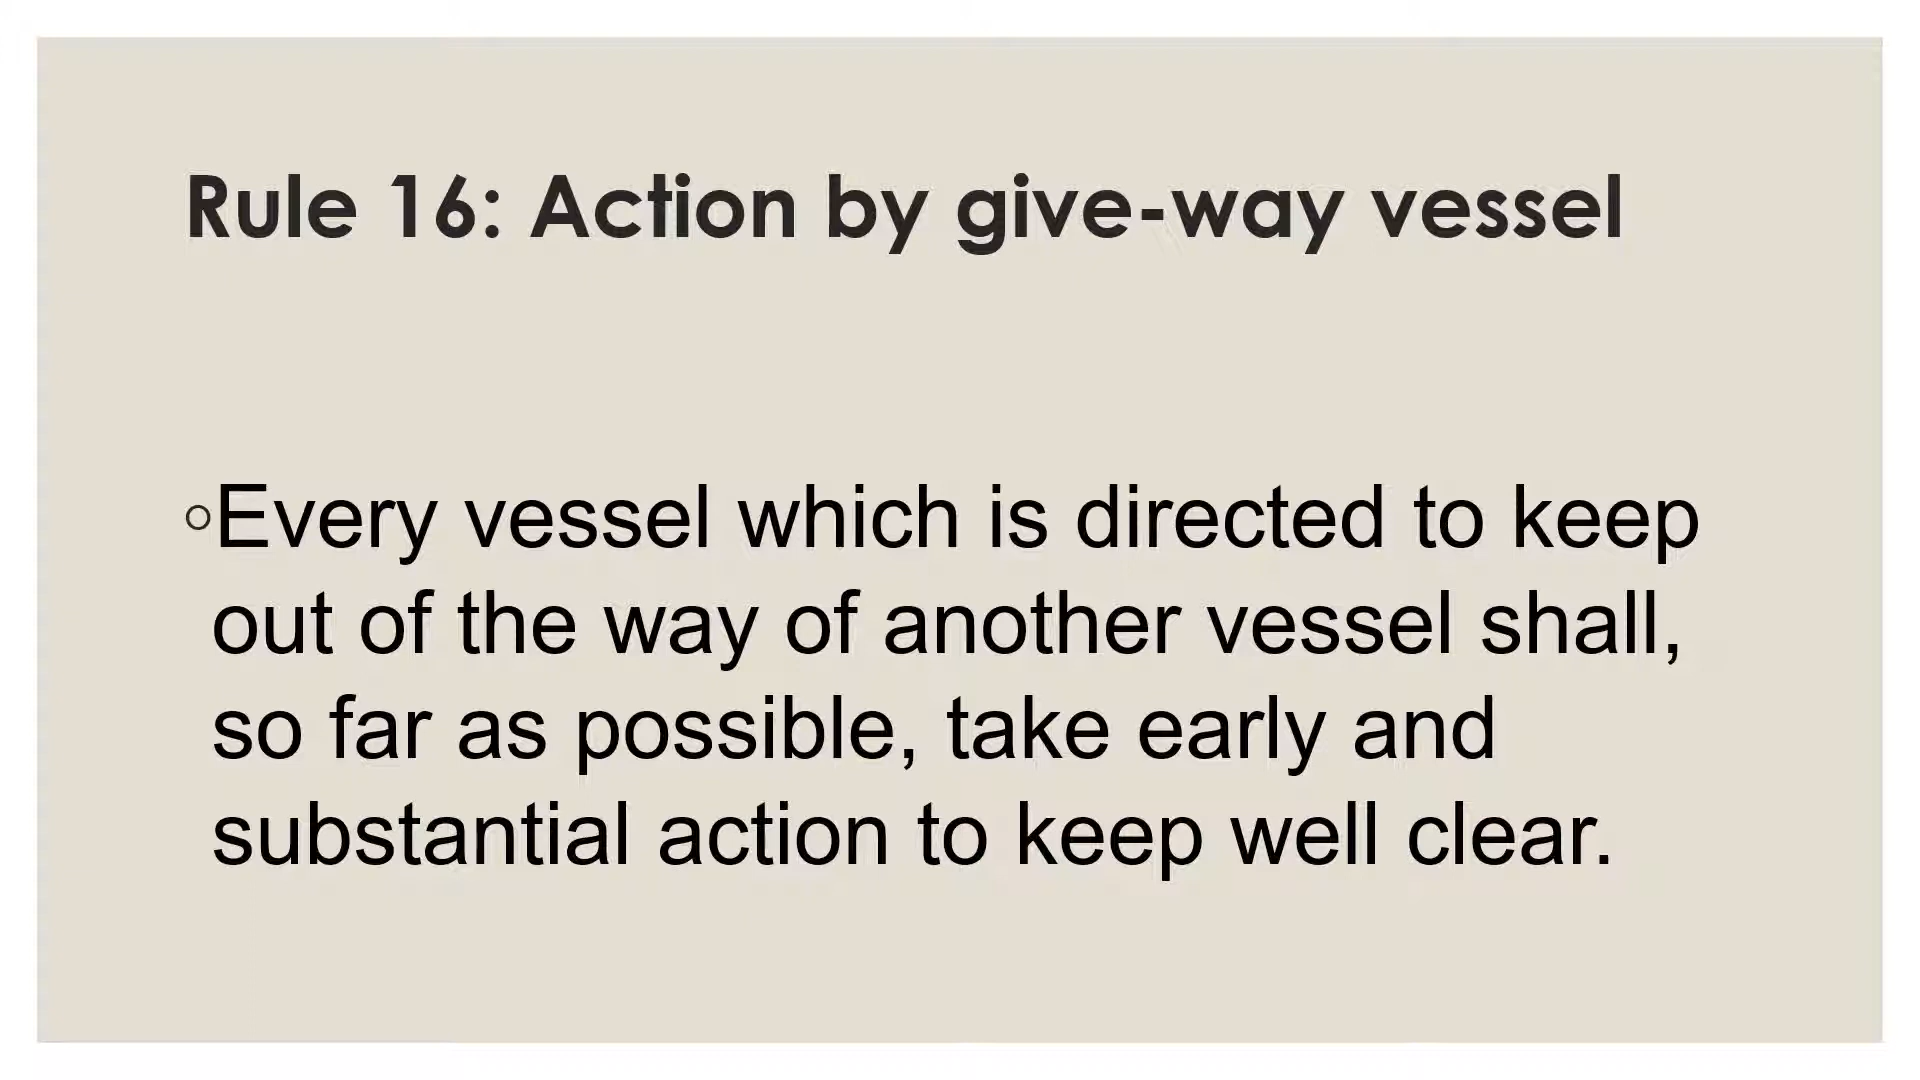 Rule 16: Action by give-way vessel
◦Every vessel which is directed to keep
out of the way of another vessel shall,
so far as possible, take early and
substantial action to keep well clear.